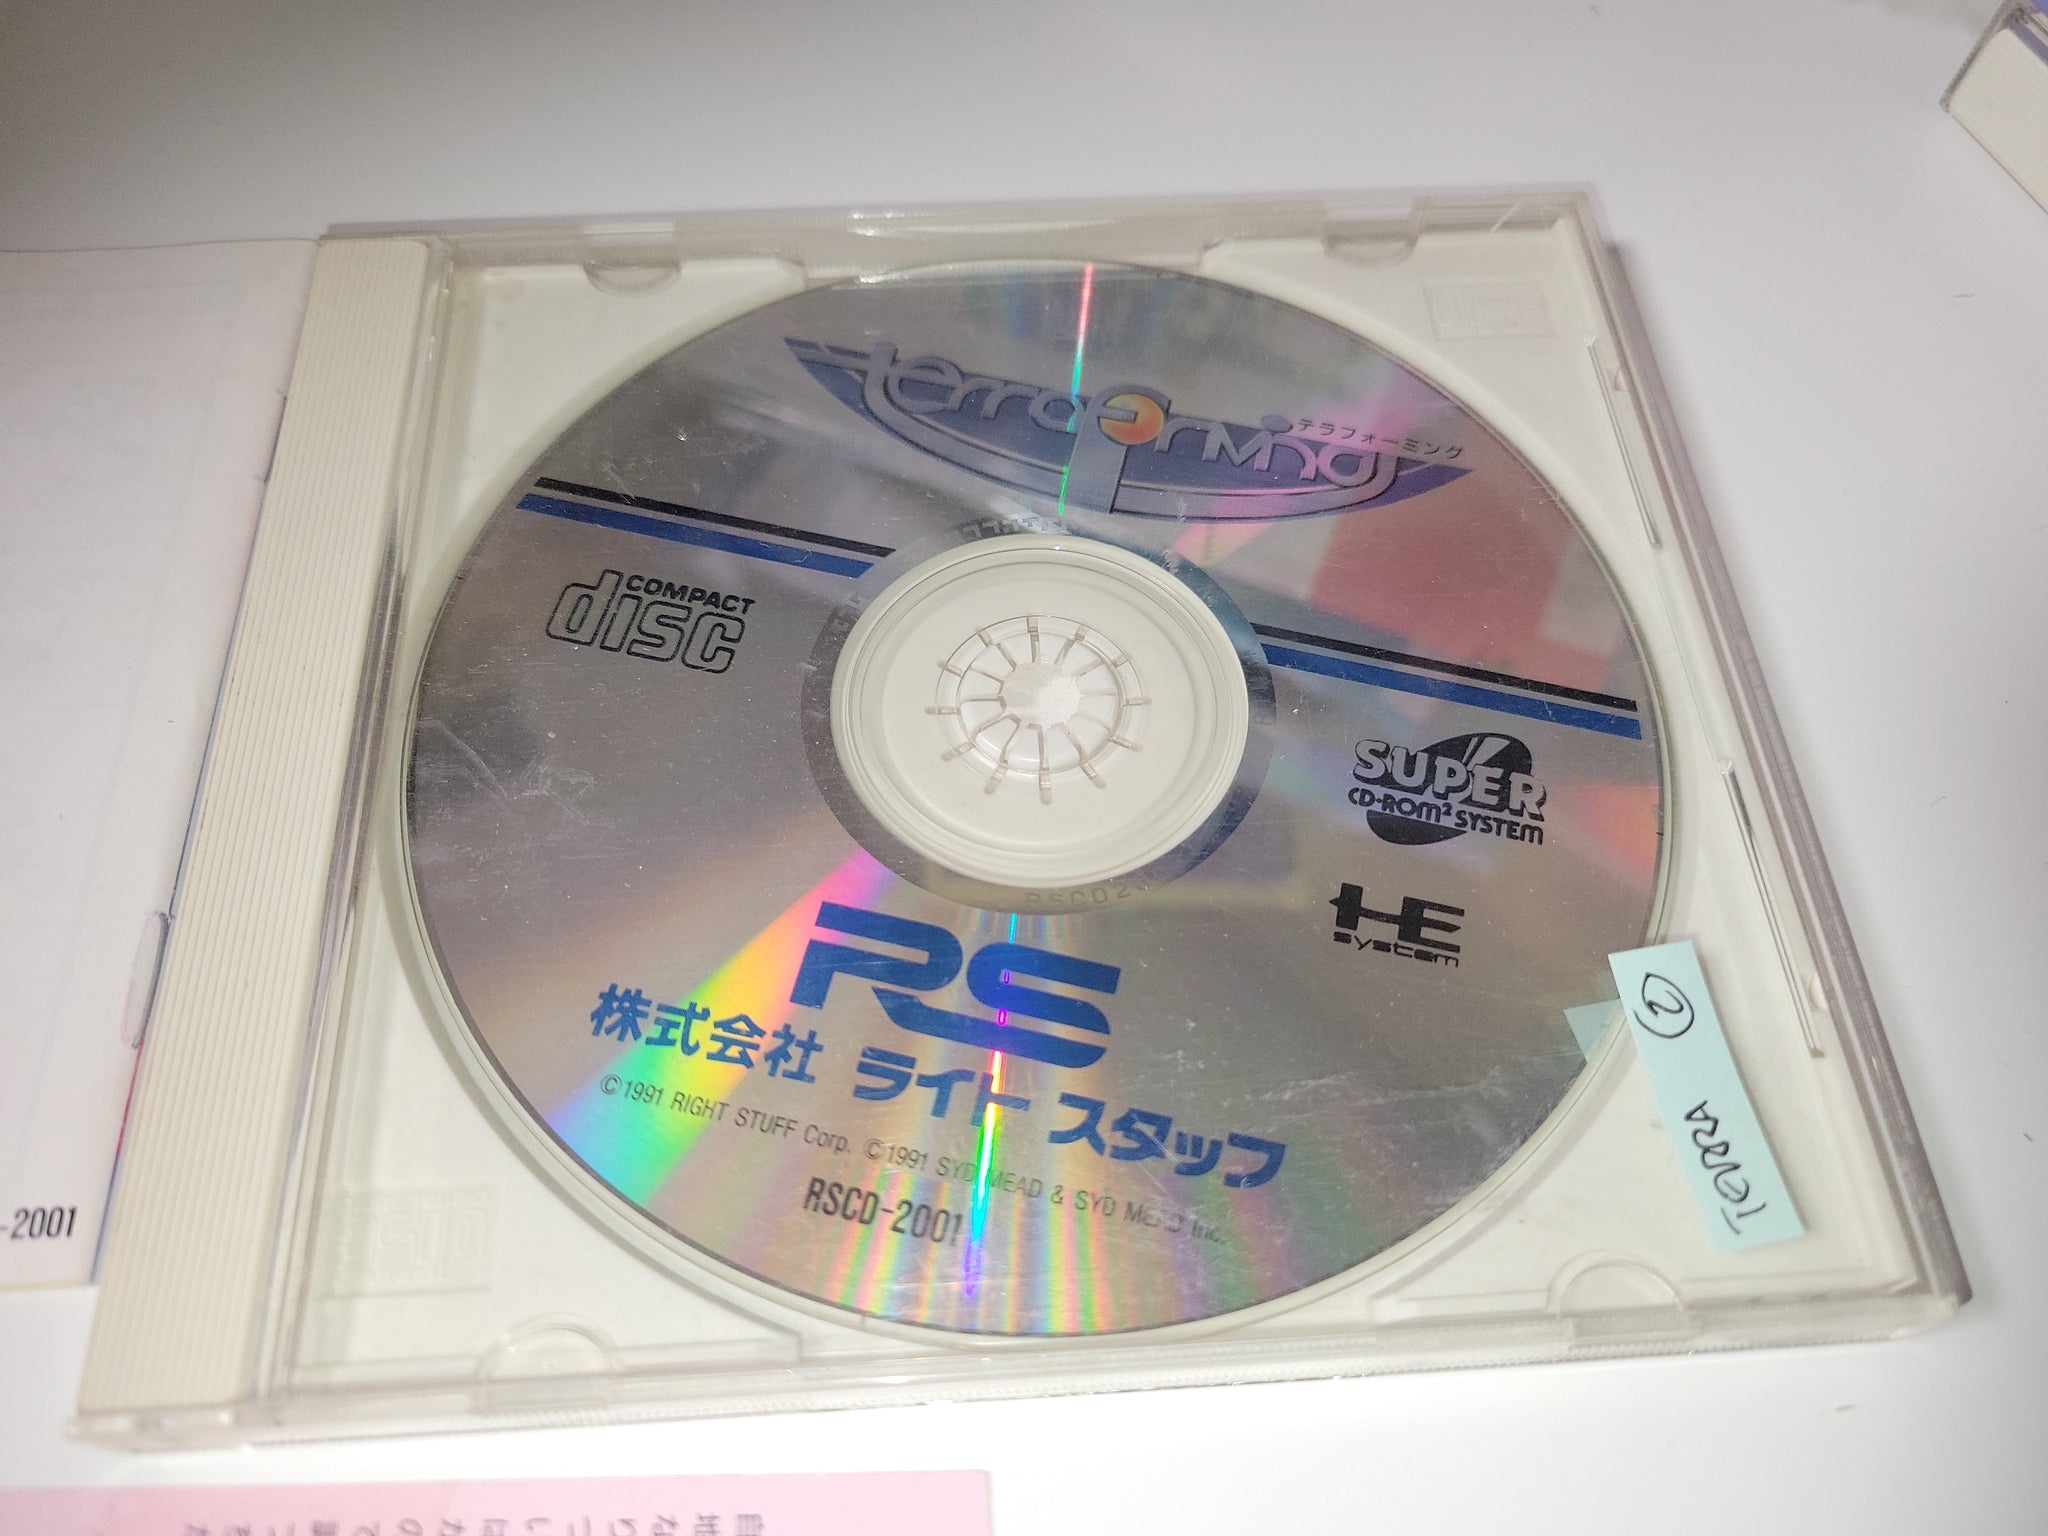 terraforming
テラフォーミング
COMPACT
disc
SUPER
CD-ROM² SYSTEM
HE
system
RS
株式会社 ライトスタッフ
©1991 RIGHT STUFF Corp. ©1991 SYD MEAD & SYD MEAD Inc.
RSCD-2001
② TERRA
-2001